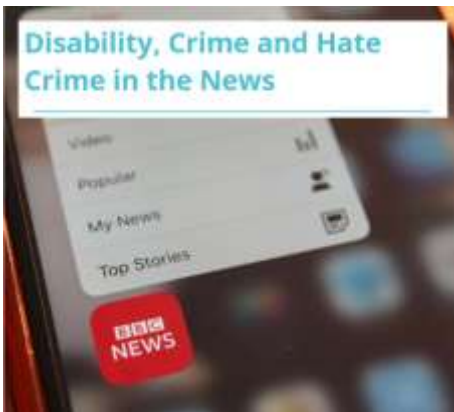 Disability, Crime and Hate
Crime in the News
Video
Popular
My News
Top Stories
BBC
NEWS